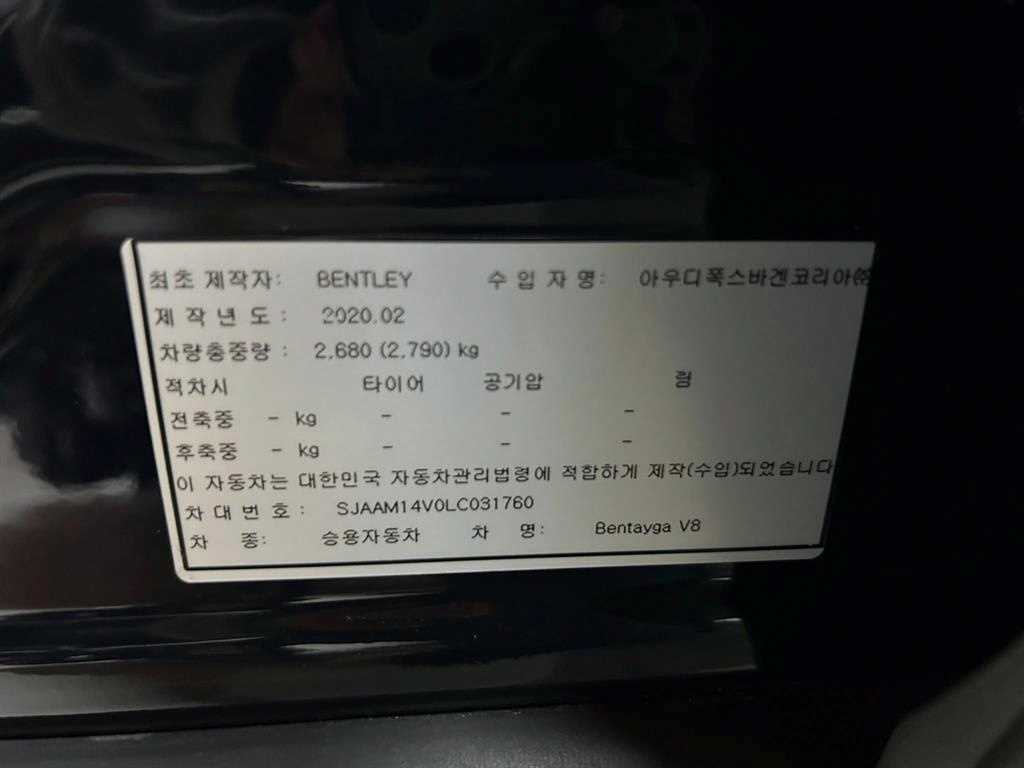 최초 제작자: BENTLEY 수 입 자 명: 아우디폭스바겐코리아㈜
제 작 년 도 : 2020.02
차량총중량 : 2,680 (2,790) kg
적차시 타이어 공기압 림
전축중 - kg - - -
후축중 - kg - - -
이 자동차는 대한민국 자동차관리법령에 적합하게 제작(수입)되었습니다
차 대 번 호 : SJAAM14V0LC031760
차 종: 승용자동차 차 명: Bentayga V8